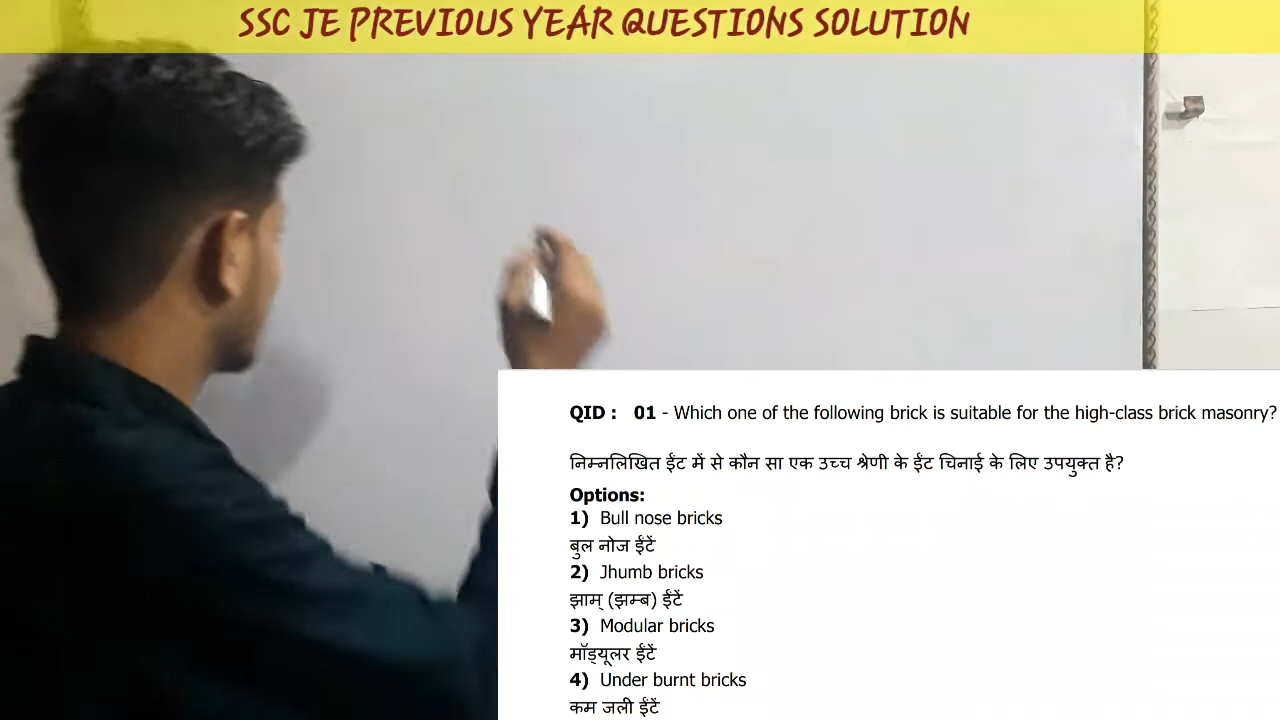 SSC JE PREVIOUS YEAR QUESTIONS SOLUTION
QID : 01 - Which one of the following brick is suitable for the high-class brick masonry?
निम्नलिखित ईंट में से कौन सा एक उच्च श्रेणी के ईंट चिनाई के लिए उपयुक्त है?
Options:
1) Bull nose bricks
बुल नोज ईंटें
2) Jhumb bricks
झाम् (झम्ब) ईंटें
3) Modular bricks
मॉड्यूलर ईंटें
4) Under burnt bricks
कम जली ईंटें